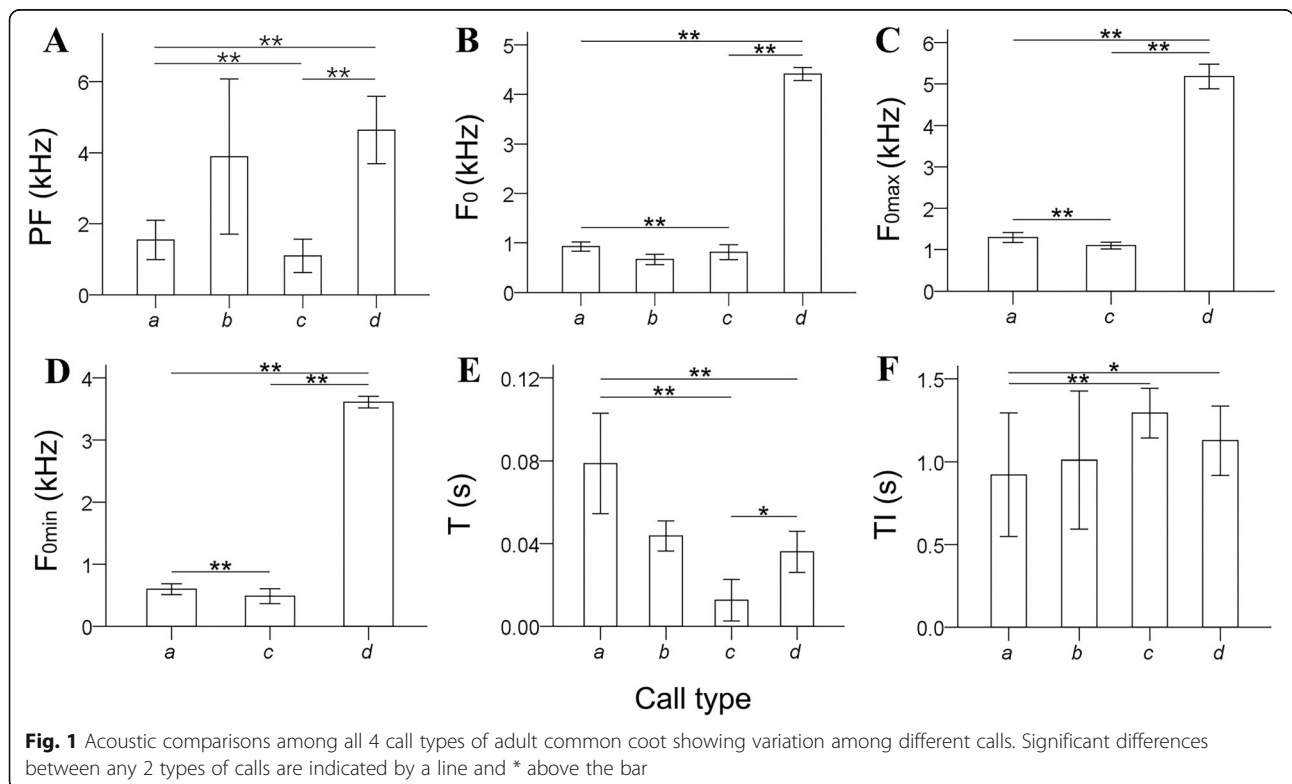 A
**
**
**
6
4
2
0
PF (kHz)
a b c d
B
**
**
**
5
4
3
2
1
0
F0 (kHz)
a b c d
C
**
**
**
6
5
4
3
2
1
0
F0max (kHz)
a c d
D
**
**
**
4
3
2
1
0
F0min (kHz)
a c d
E
**
**
*
0.12
0.08
0.04
0.00
T (s)
a b c d
F
*
**
1.5
1.0
0.5
0.0
TI (s)
a b c d
Call type
Fig. 1 Acoustic comparisons among all 4 call types of adult common coot showing variation among different calls. Significant differences
between any 2 types of calls are indicated by a line and * above the bar